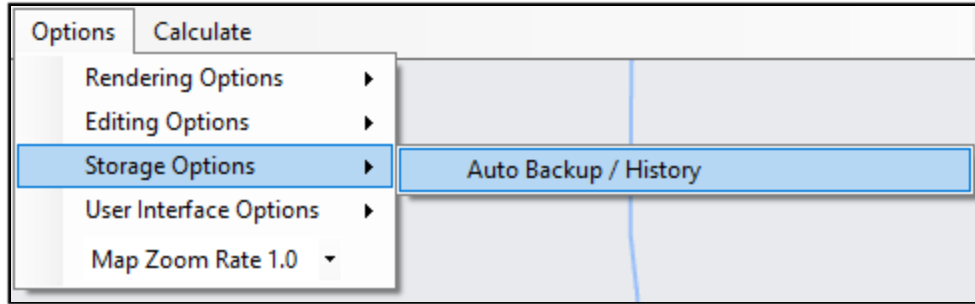 Options Calculate
Rendering Options
Editing Options
Storage Options
Auto Backup / History
User Interface Options
Map Zoom Rate 1.0